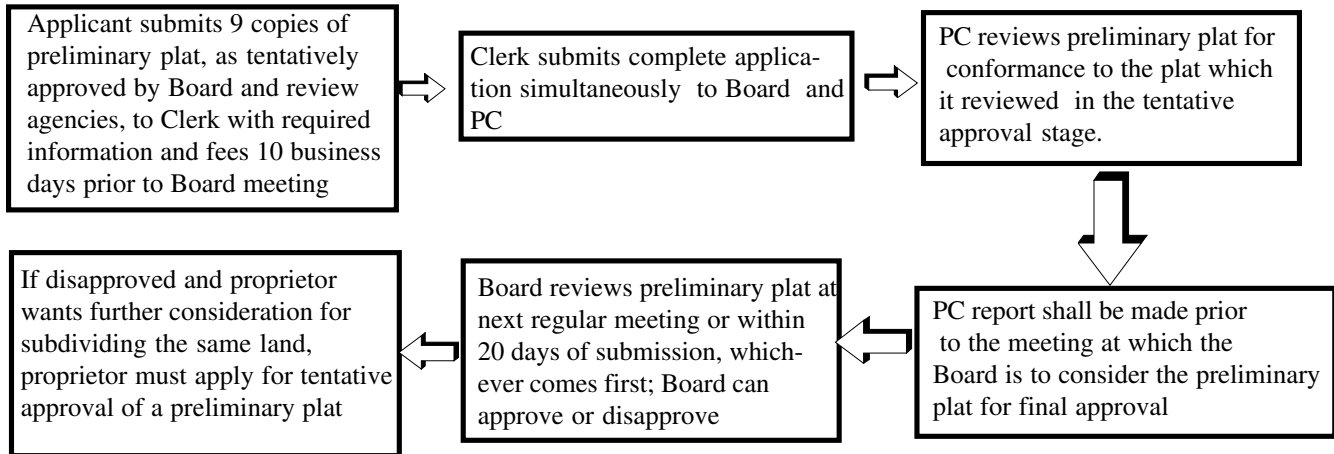 Applicant submits 9 copies of
preliminary plat, as tentatively
approved by Board and review
agencies, to Clerk with required
information and fees 10 business
days prior to Board meeting
Clerk submits complete applica-
tion simultaneously to Board and
PC
PC reviews preliminary plat for
conformance to the plat which
it reviewed in the tentative
approval stage.
PC report shall be made prior
to the meeting at which the
Board is to consider the preliminary
plat for final approval
Board reviews preliminary plat at
next regular meeting or within
20 days of submission, which-
ever comes first; Board can
approve or disapprove
If disapproved and proprietor
wants further consideration for
subdividing the same land,
proprietor must apply for tentative
approval of a preliminary plat